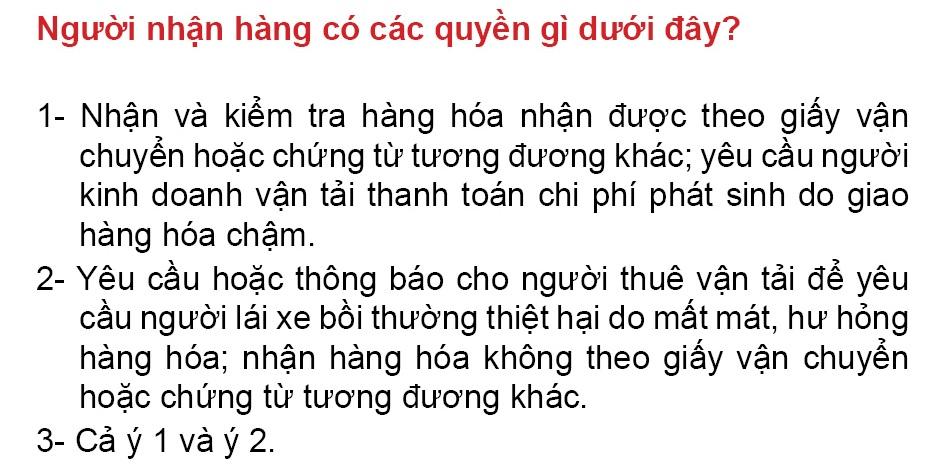 Người nhận hàng có các quyền gì dưới đây?
1- Nhận và kiểm tra hàng hóa nhận được theo giấy vận
chuyển hoặc chứng từ tương đương khác; yêu cầu người
kinh doanh vận tải thanh toán chi phí phát sinh do giao
hàng hóa chậm.
2- Yêu cầu hoặc thông báo cho người thuê vận tải để yêu
cầu người lái xe bồi thường thiệt hại do mất mát, hư hỏng
hàng hóa; nhận hàng hóa không theo giấy vận chuyển
hoặc chứng từ tương đương khác.
3- Cả ý 1 và ý 2.